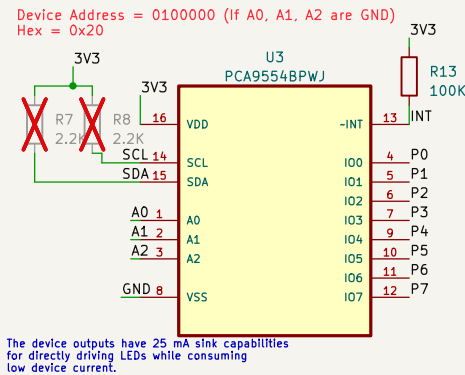 Device Address = 0100000 (If A0, A1, A2 are GND)
Hex = 0x20
3V3
3V3
3V3
U3
PCA9554BPWJ
R7
2.2K
R8
2.2K
R13
100K
16 VDD
~INT 13 INT
SCL 14 SCL
SDA 15 SDA
IO0 4 P0
IO1 5 P1
IO2 6 P2
IO3 7 P3
IO4 9 P4
IO5 10 P5
IO6 11 P6
IO7 12 P7
A0 1 A0
A1 2 A1
A2 3 A2
GND 8 VSS
The device outputs have 25 mA sink capabilities
for directly driving LEDs while consuming
low device current.